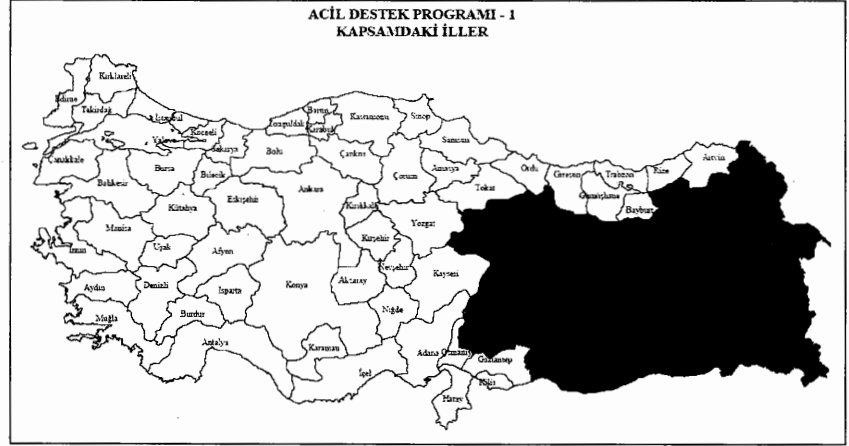 ACİL DESTEK PROGRAMI - 1
KAPSAMDAKİ İLLER
Kırklareli
Edirne
Tekirdağ
İstanbul
Kocaeli
Yalova
Sakarya
Zonguldak
Bartın
Karabük
Kastamonu
Sinop
Samsun
Çanakkale
Balıkesir
Bursa
Bilecik
Bolu
Çankırı
Çorum
Amasya
Tokat
Ordu
Giresun
Trabzon
Rize
Artvin
Gümüşhane
Bayburt
Kütahya
Eskişehir
Ankara
Kırıkkale
Yozgat
Manisa
Uşak
Afyon
Kırşehir
Nevşehir
Kayseri
İzmir
Aydın
Denizli
Isparta
Konya
Aksaray
Niğde
Muğla
Burdur
Antalya
Karaman
İçel
Adana
Osmaniye
Gaziantep
Kilis
Hatay